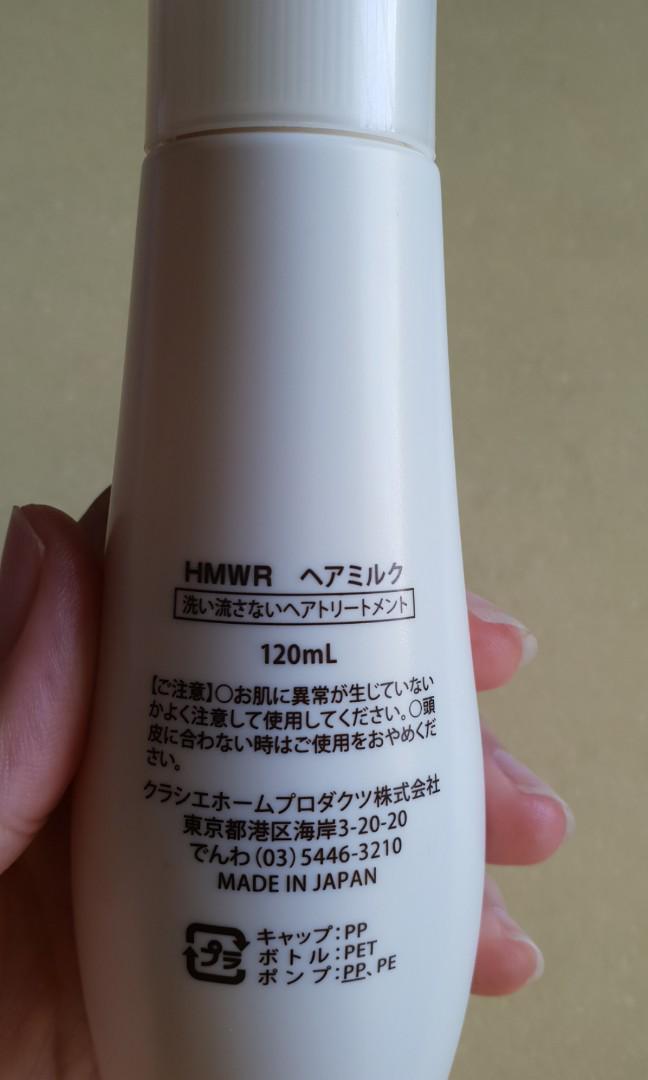 HMWR ヘアミルク
洗い流さないヘアトリートメント
120mL
【ご注意】○お肌に異常が生じていない
かよく注意して使用してください。○頭
皮に合わない時はご使用をおやめくだ
さい。
クラシエホームプロダクツ株式会社
東京都港区海岸3-20-20
でんわ(03)5446-3210
MADE IN JAPAN
プラ
キャップ:PP
ボトル:PET
ポンプ:PP、PE